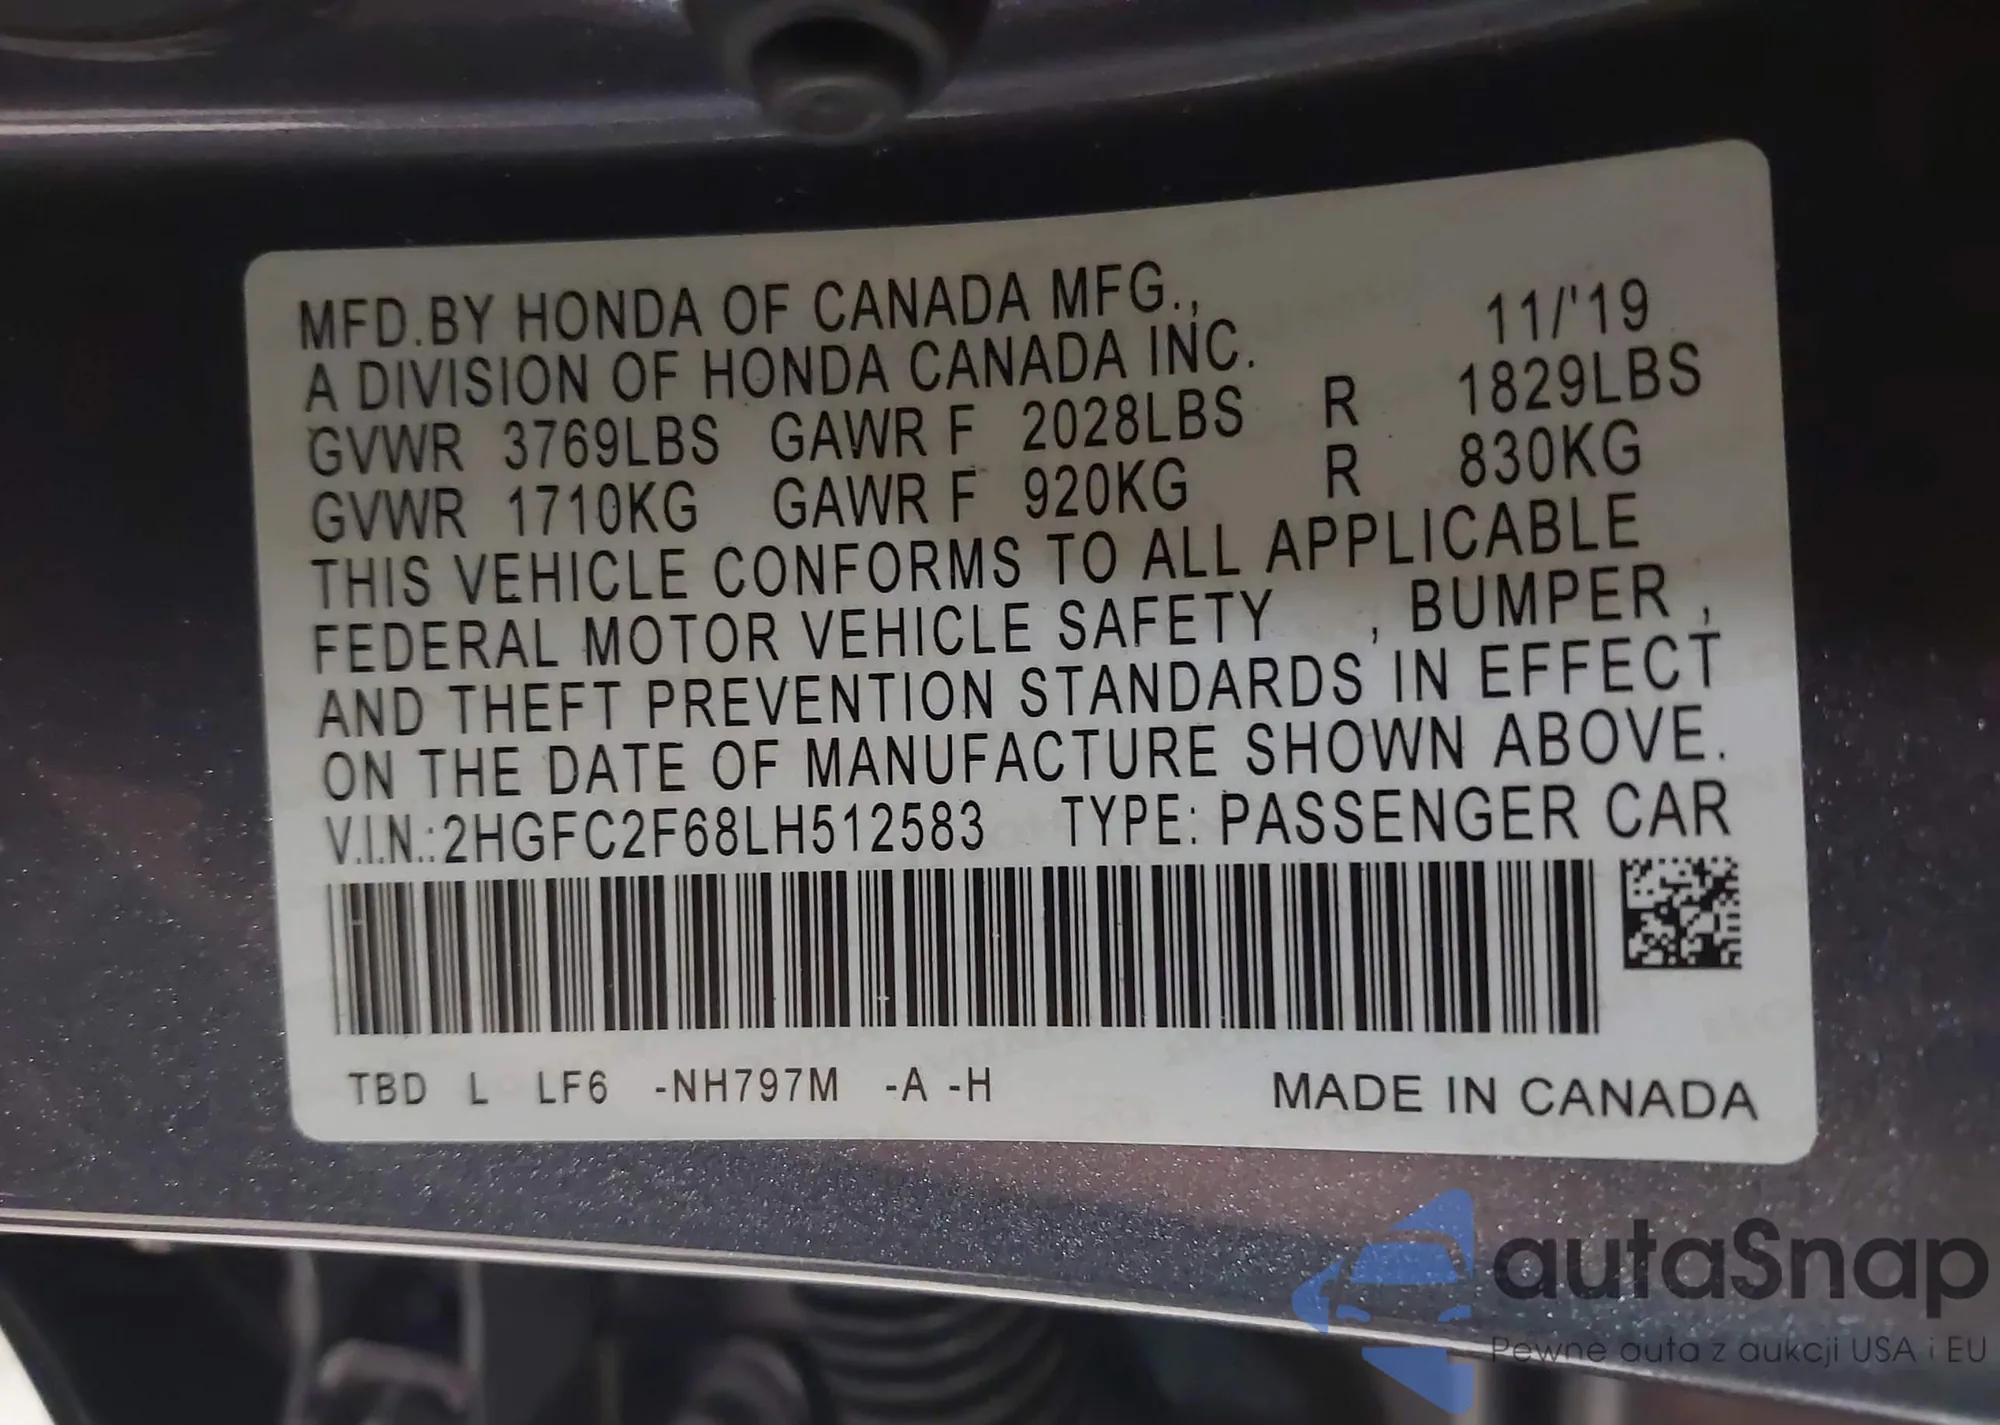 MFD.BY HONDA OF CANADA MFG., 11/'19
A DIVISION OF HONDA CANADA INC.
GVWR 3769LBS GAWR F 2028LBS R 1829LBS
GVWR 1710KG GAWR F 920KG R 830KG
THIS VEHICLE CONFORMS TO ALL APPLICABLE
FEDERAL MOTOR VEHICLE SAFETY , BUMPER ,
AND THEFT PREVENTION STANDARDS IN EFFECT
ON THE DATE OF MANUFACTURE SHOWN ABOVE.
V.I.N.:2HGFC2F68LH512583 TYPE: PASSENGER CAR
TBD L LF6 -NH797M -A -H MADE IN CANADA
autaSnap
Pewne auta z aukcji USA i EU